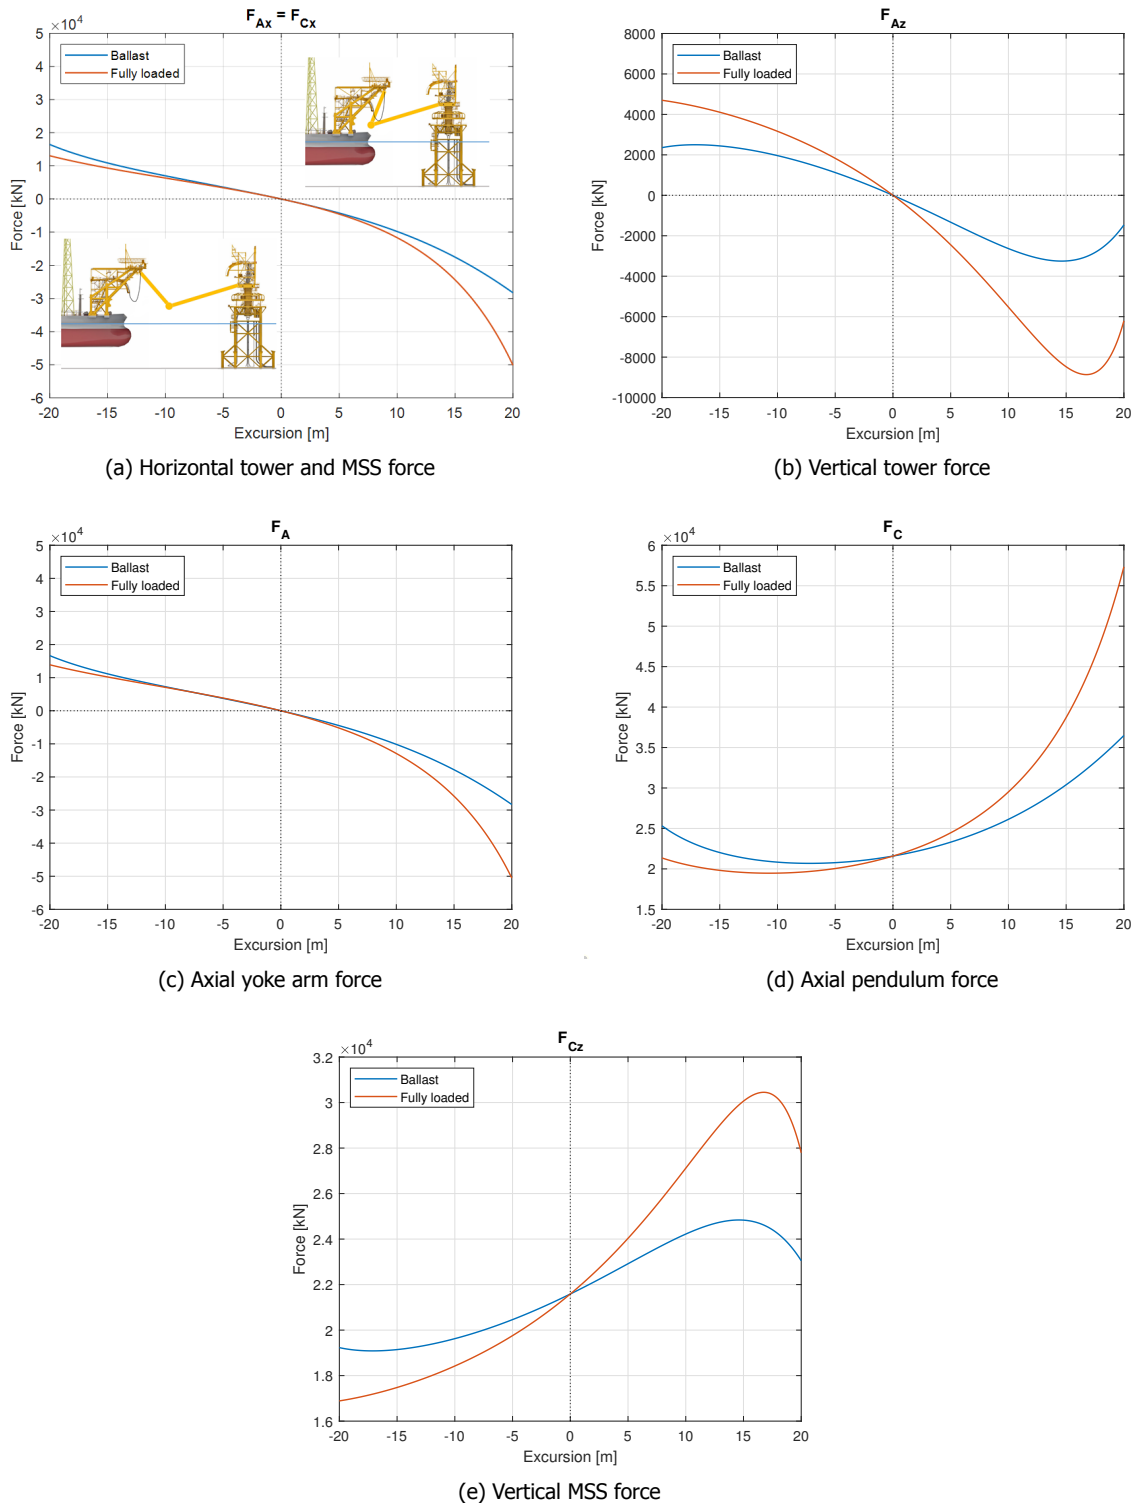 F_Ax = F_Cx
×10^4
Ballast
Fully loaded
5
4
3
2
1
0
-1
-2
-3
-4
-5
-6
Force [kN]
-20 -15 -10 -5 0 5 10 15 20
Excursion [m]
(a) Horizontal tower and MSS force
F_Az
Ballast
Fully loaded
8000
6000
4000
2000
0
-2000
-4000
-6000
-8000
-10000
Force [kN]
-20 -15 -10 -5 0 5 10 15 20
Excursion [m]
(b) Vertical tower force
F_A
×10^4
Ballast
Fully loaded
5
4
3
2
1
0
-1
-2
-3
-4
-5
-6
Force [kN]
-20 -15 -10 -5 0 5 10 15 20
Excursion [m]
(c) Axial yoke arm force
F_C
×10^4
Ballast
Fully loaded
6
5.5
5
4.5
4
3.5
3
2.5
2
1.5
Force [kN]
-20 -15 -10 -5 0 5 10 15 20
Excursion [m]
(d) Axial pendulum force
F_Cz
×10^4
Ballast
Fully loaded
3.2
3
2.8
2.6
2.4
2.2
2
1.8
1.6
Force [kN]
-20 -15 -10 -5 0 5 10 15 20
Excursion [m]
(e) Vertical MSS force